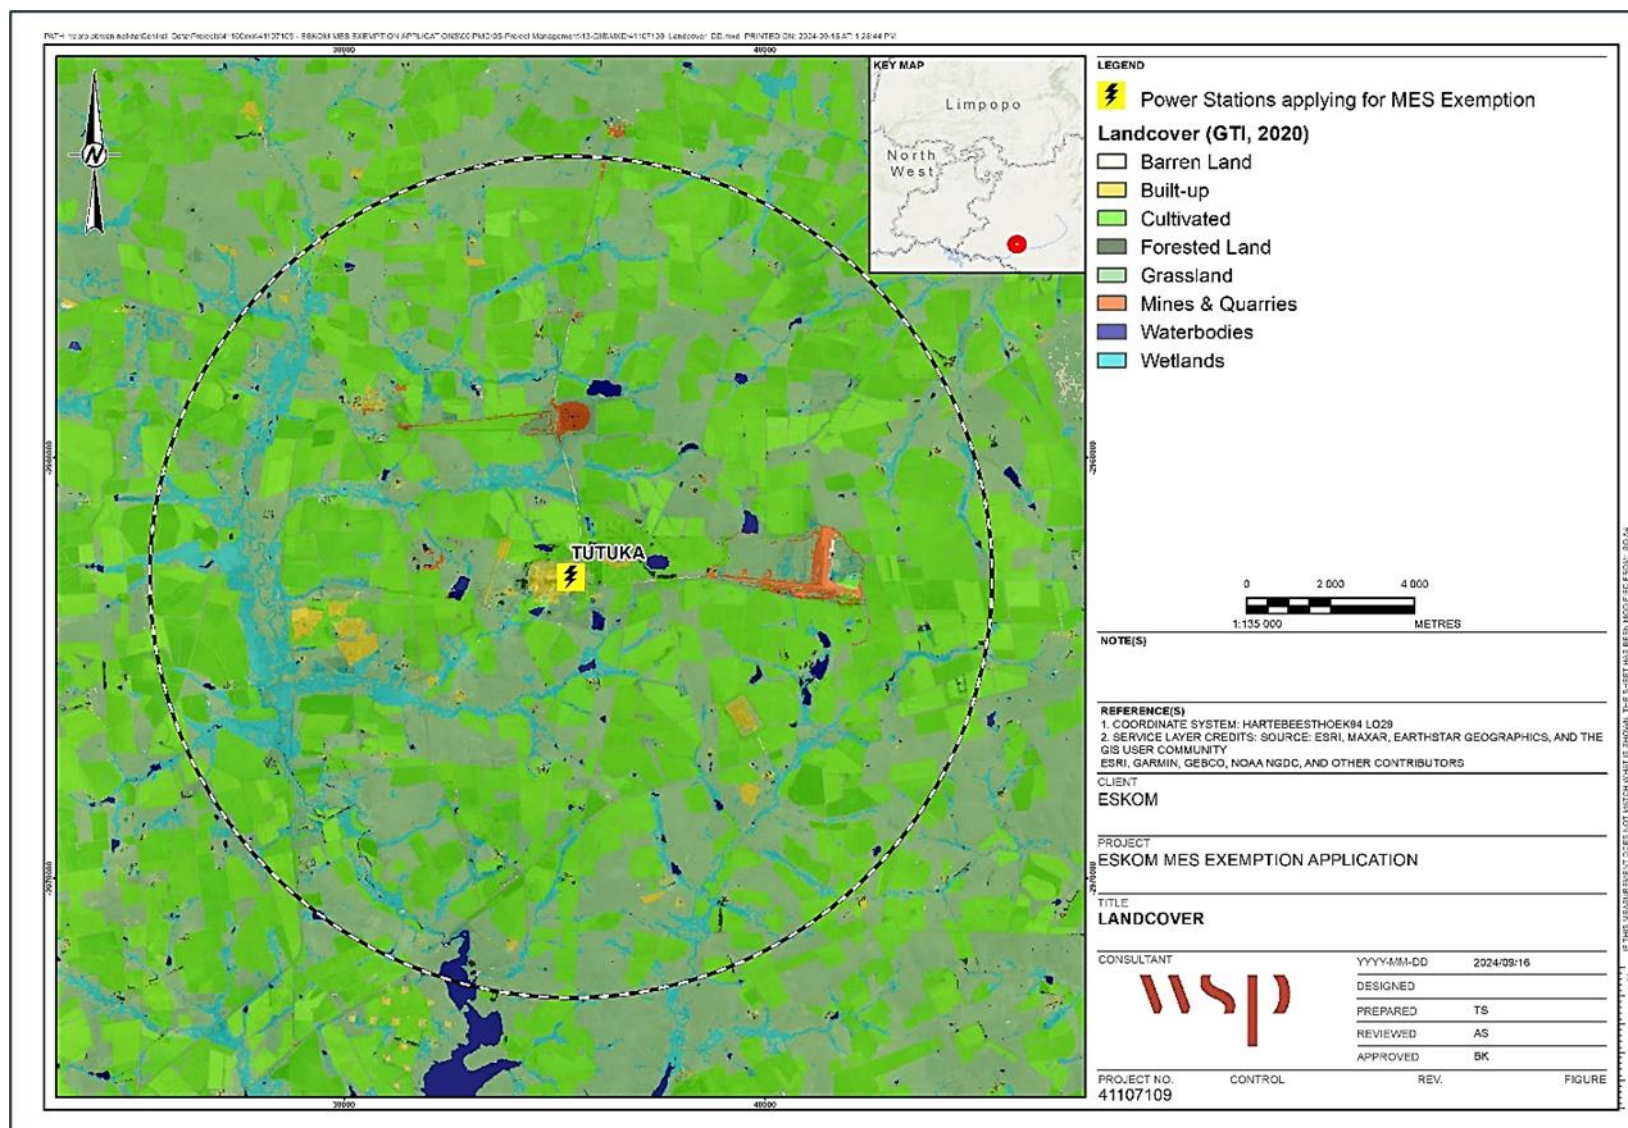 KEY MAP
Limpopo
North
West
N
TUTUKA
40000
LEGEND
Power Stations applying for MES Exemption
Landcover (GTI, 2020)
Barren Land
Built-up
Cultivated
Forested Land
Grassland
Mines & Quarries
Waterbodies
Wetlands
0 2 000 4 000
1:135 000 METRES
NOTE(S)
REFERENCE(S)
1. COORDINATE SYSTEM: HARTEBEESTHOEK94 LO29
2. SERVICE LAYER CREDITS: SOURCE: ESRI, MAXAR, EARTHSTAR GEOGRAPHICS, AND THE
GIS USER COMMUNITY
ESRI, GARMIN, GEBCO, NOAA NGDC, AND OTHER CONTRIBUTORS
CLIENT
ESKOM
PROJECT
ESKOM MES EXEMPTION APPLICATION
TITLE
LANDCOVER
CONSULTANT
wsp
YYYY-MM-DD 2024/09/16
DESIGNED
PREPARED TS
REVIEWED AS
APPROVED BK
PROJECT NO. CONTROL REV. FIGURE
41107109